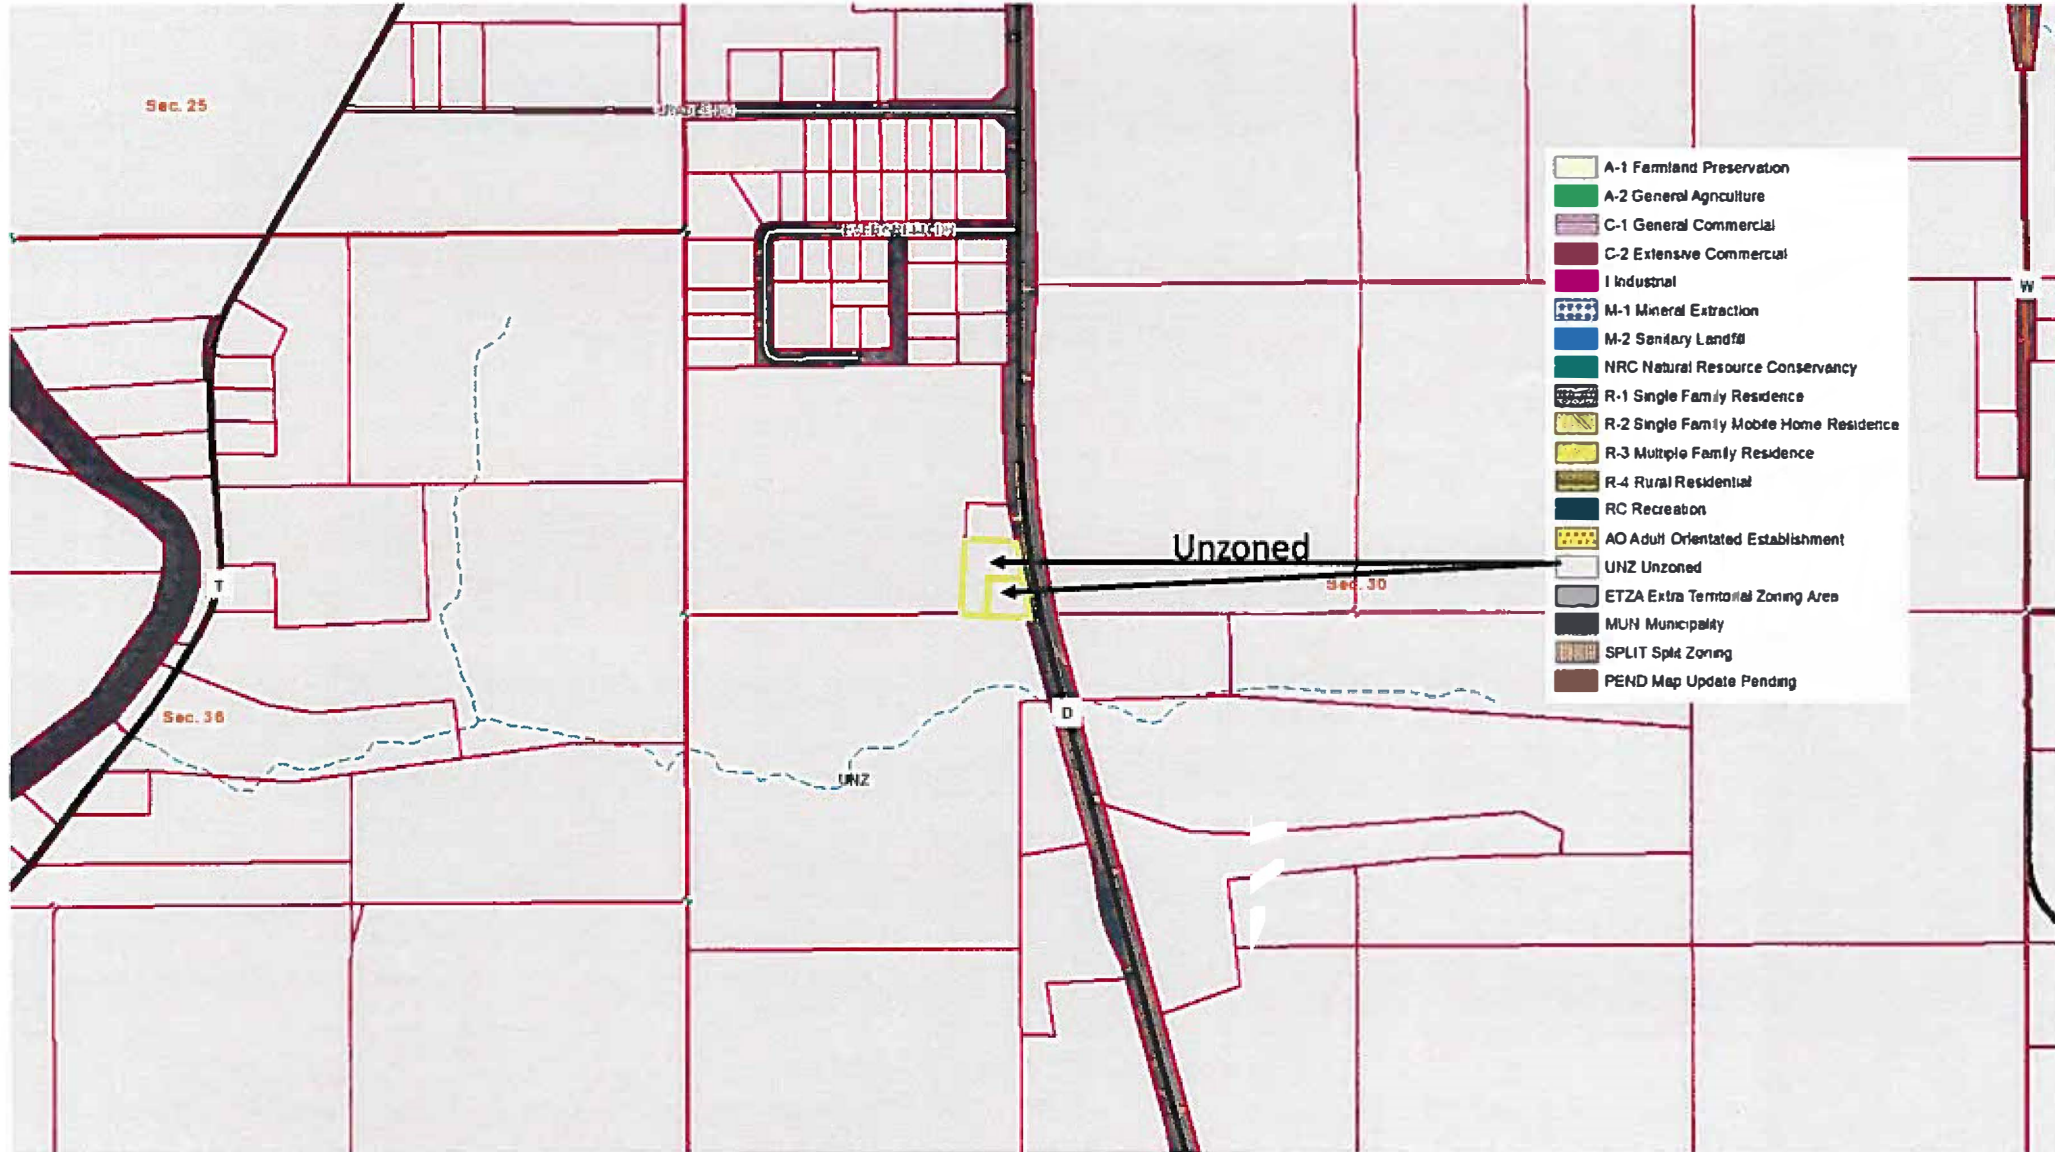 Sec. 25
W
A-1 Farmland Preservation
A-2 General Agriculture
C-1 General Commercial
C-2 Extensive Commercial
I Industrial
M-1 Mineral Extraction
M-2 Sanitary Landfill
NRC Natural Resource Conservancy
R-1 Single Family Residence
R-2 Single Family Mobile Home Residence
R-3 Multiple Family Residence
R-4 Rural Residential
RC Recreation
AO Adult Orientated Establishment
UNZ Unzoned
ETZA Extra Territorial Zoning Area
MUN Municipality
SPLIT Split Zoning
PEND Map Update Pending
Unzoned
T
Sec. 30
Sec. 36
D
UNZ